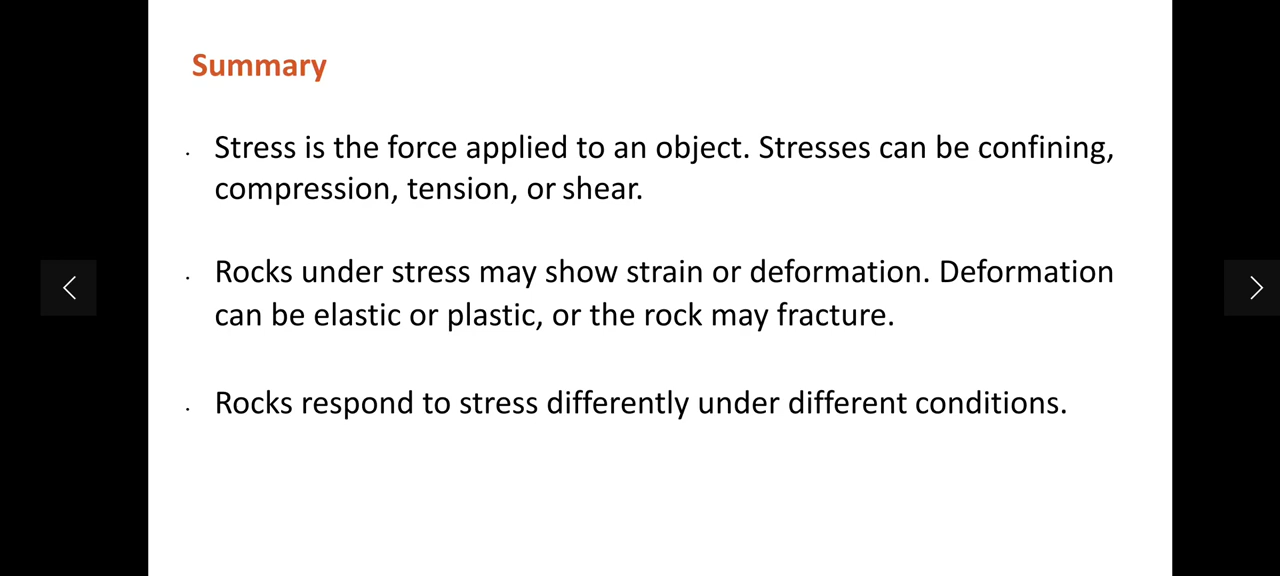 Summary
. Stress is the force applied to an object. Stresses can be confining,
compression, tension, or shear.
. Rocks under stress may show strain or deformation. Deformation
can be elastic or plastic, or the rock may fracture.
. Rocks respond to stress differently under different conditions.